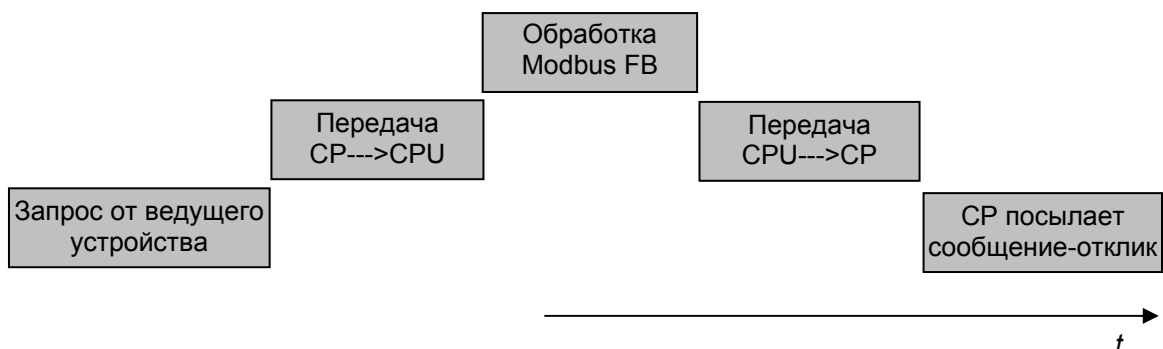 Обработка
Modbus FB
Передача
CP--->CPU
Передача
CPU--->CP
Запрос от ведущего
устройства
CP посылает
сообщение-отклик
t